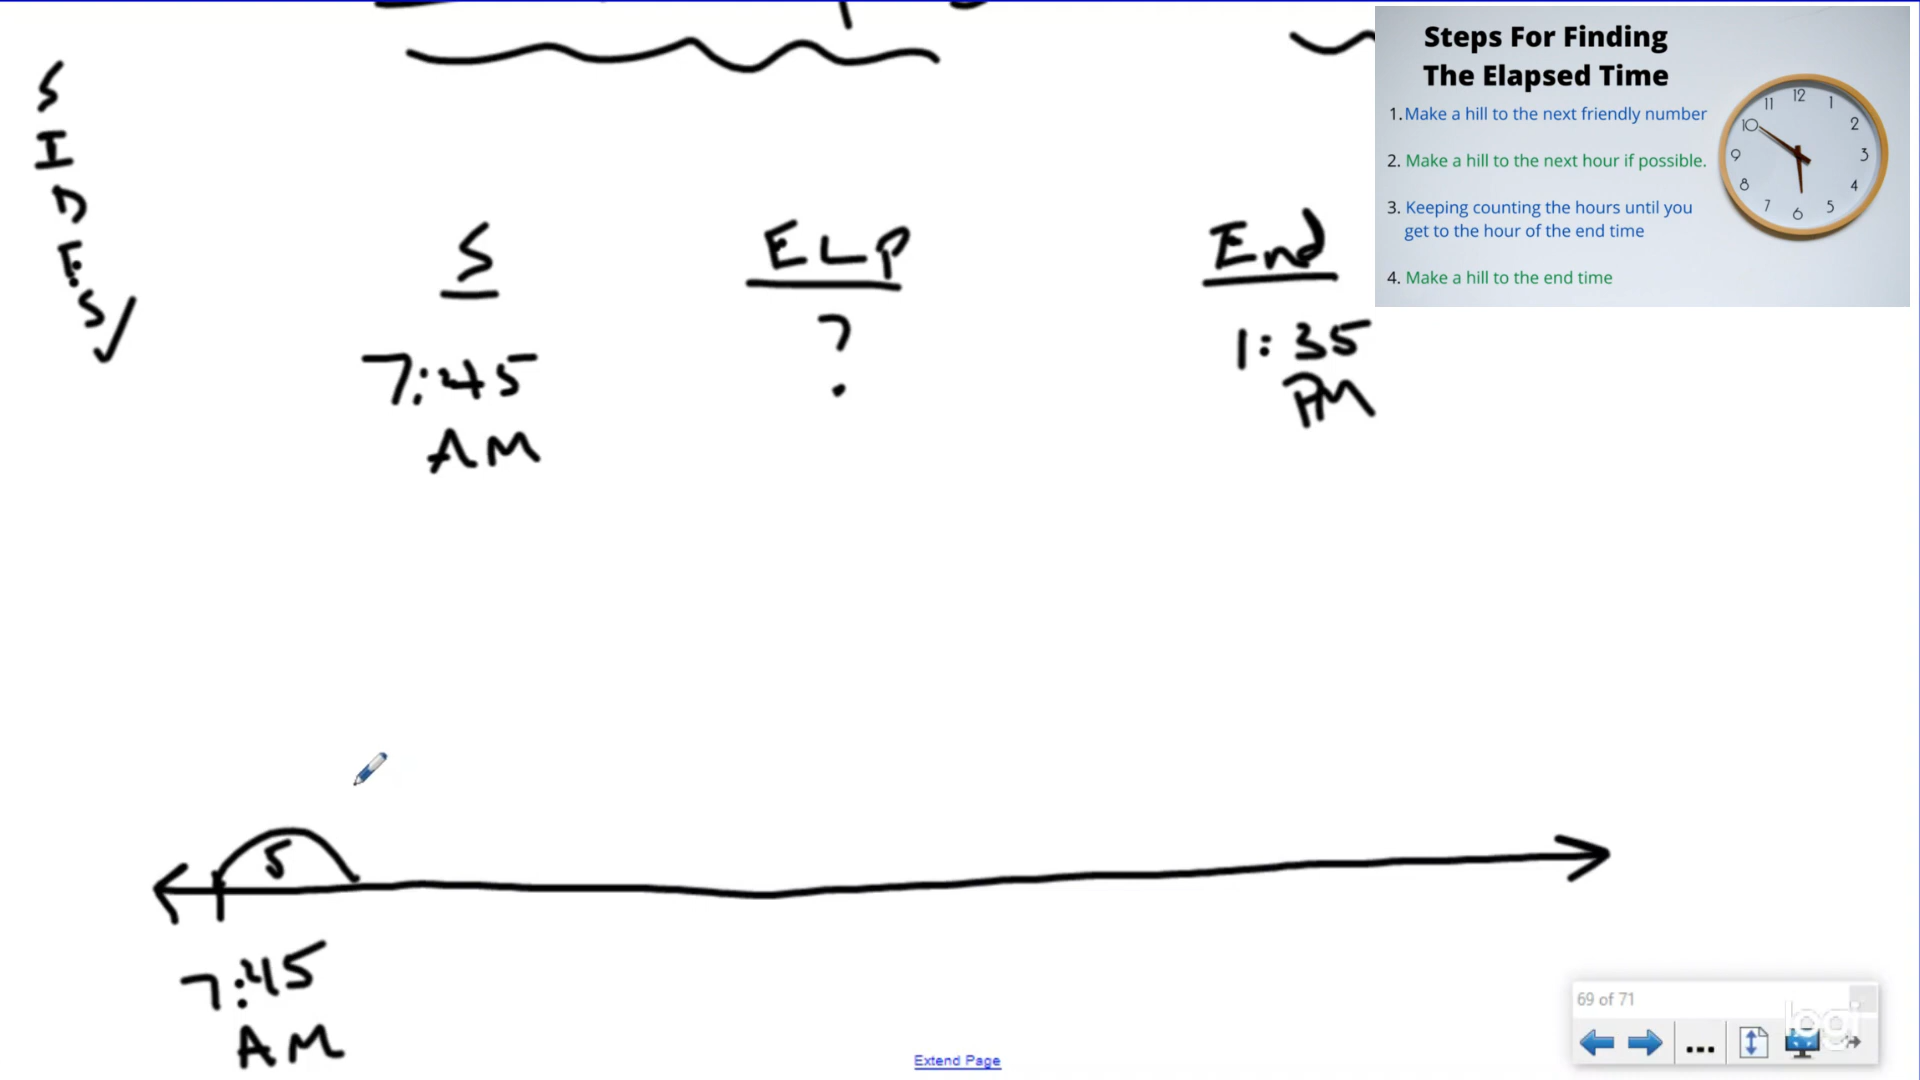 Steps For Finding
The Elapsed Time
1. Make a hill to the next friendly number
2. Make a hill to the next hour if possible.
3. Keeping counting the hours until you
get to the hour of the end time
4. Make a hill to the end time
12
11
1
10
2
9
3
8
4
7
5
6
S
I
D
E
S
S
ELP
End
7:45
AM
?
1:35
PM
5
7:45
AM
Extend Page
69 of 71
logi